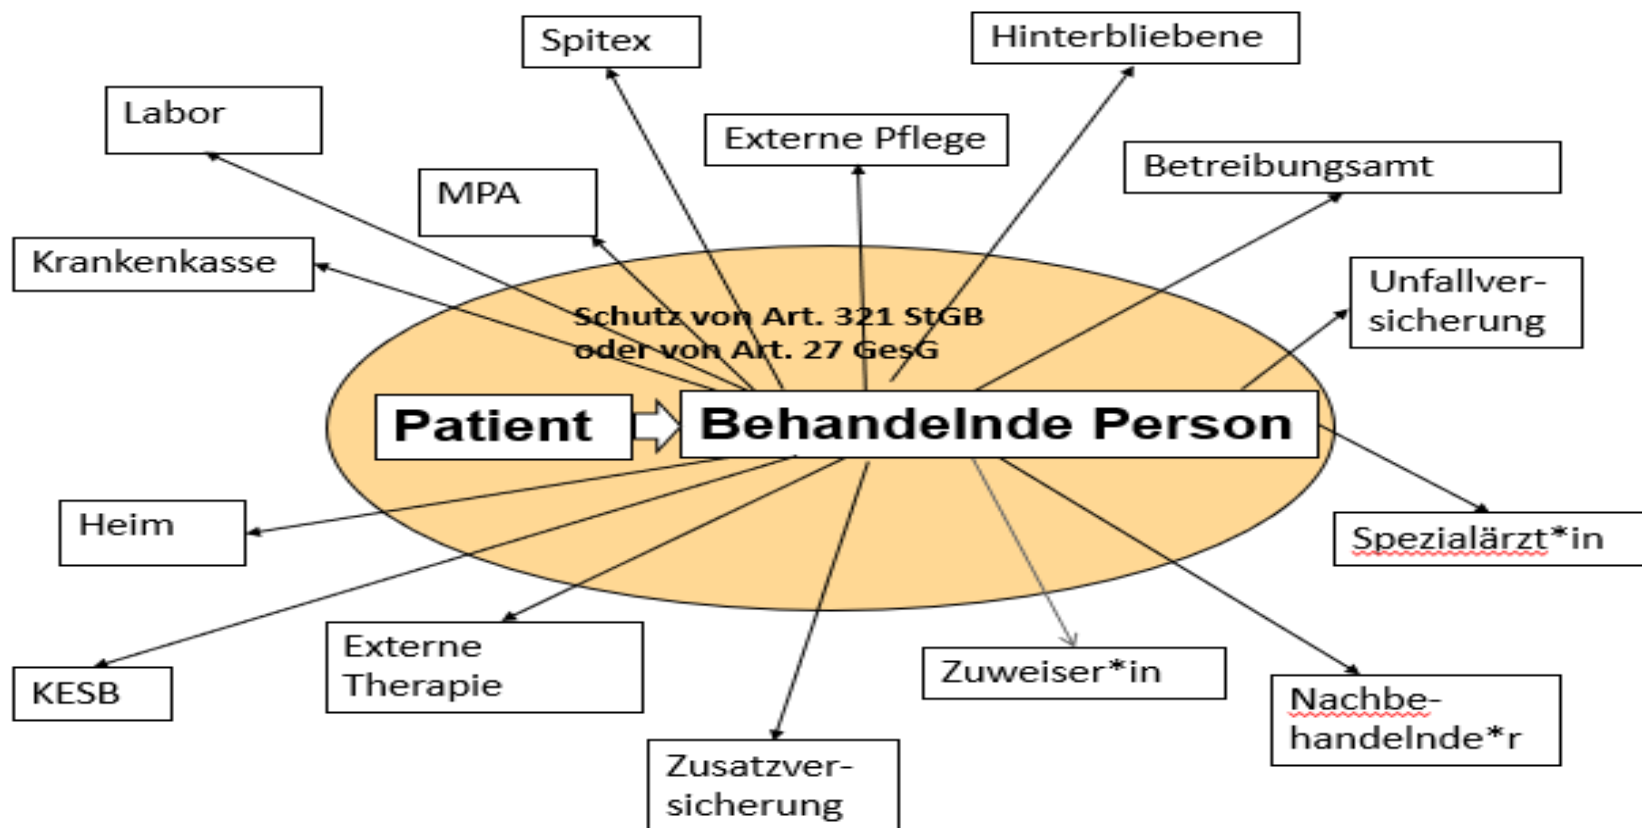 Spitex
Hinterbliebene
Labor
Externe Pflege
Betreibungsamt
MPA
Krankenkasse
Unfallver-
sicherung
Schutz von Art. 321 StGB
oder von Art. 27 GesG
Patient
Behandelnde Person
Heim
Spezialärzt*in
Externe
Therapie
Zuweiser*in
KESB
Nachbe-
handelnde*r
Zusatzver-
sicherung